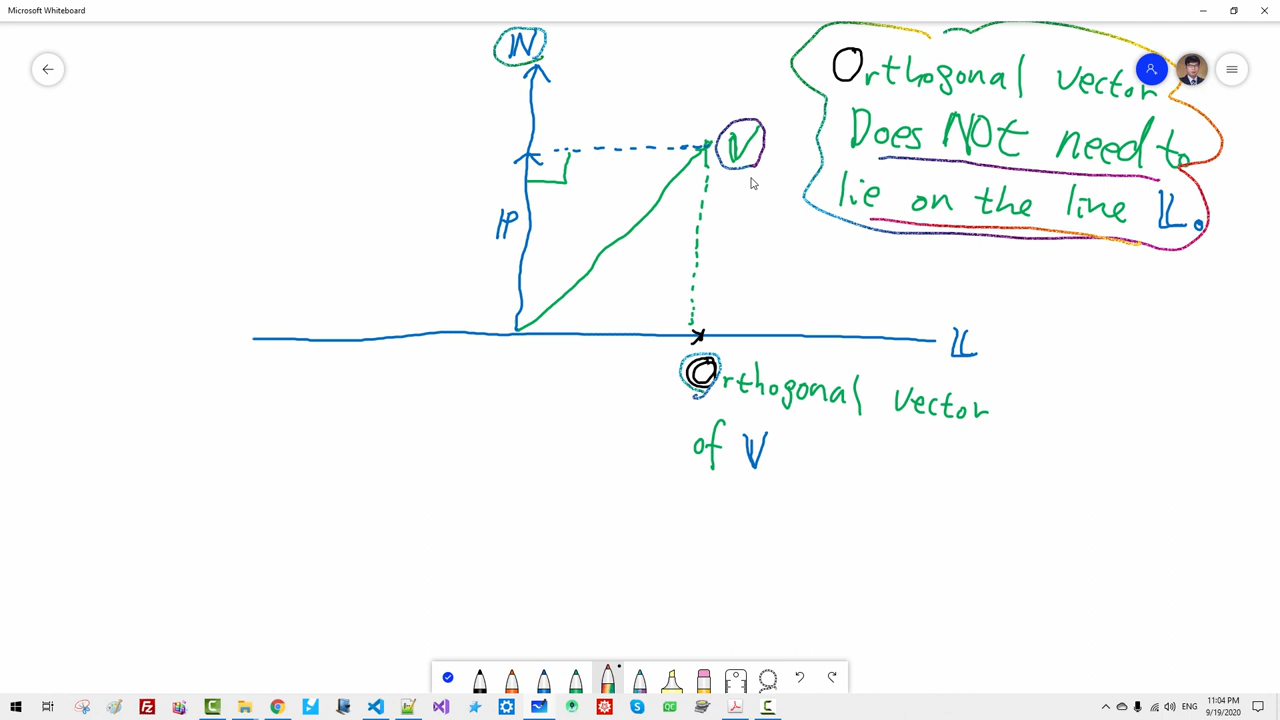 Microsoft Whiteboard
N
Orthogonal vector
Does NOT need to
lie on the line L.
V
P
L
Orthogonal vector
of V
ENG
11:04 PM
9/19/2020